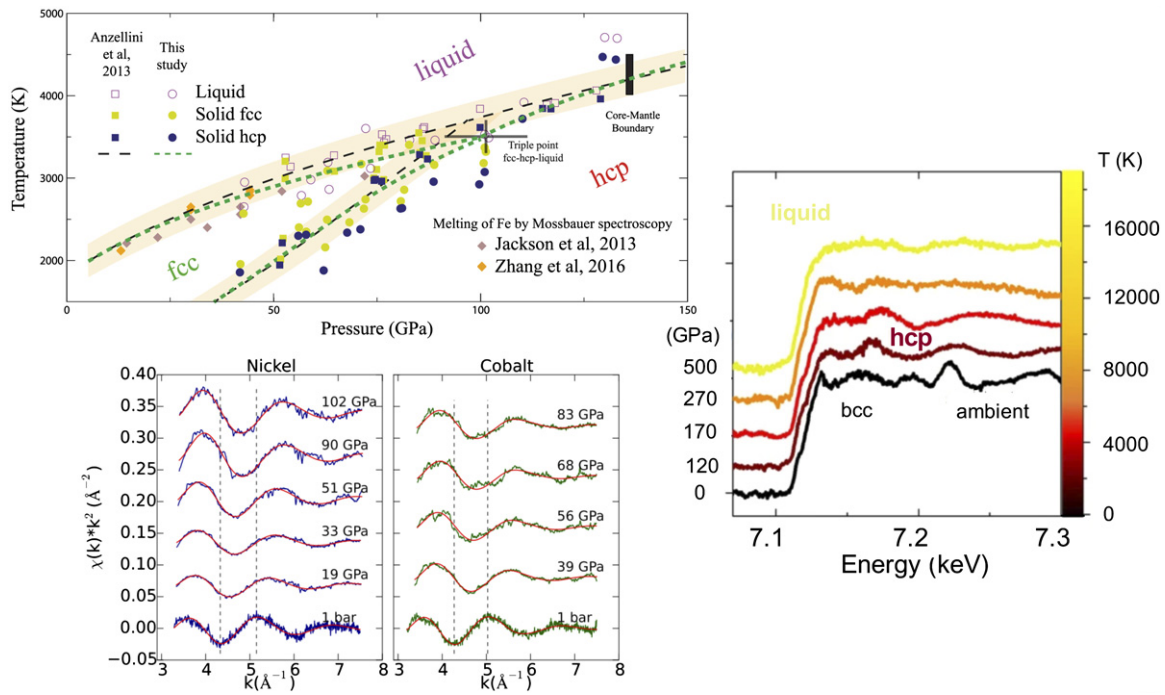 5000
4000
3000
2000
Temperature (K)
0
50
100
150
Pressure (GPa)
Anzellini
et al,
2013
This
study
Liquid
Solid fcc
Solid hcp
liquid
Core-Mantle
Boundary
Triple point
fcc-hcp-liquid
hcp
fcc
Melting of Fe by Mossbauer spectroscopy
Jackson et al, 2013
Zhang et al, 2016
Nickel
Cobalt
0.40
0.35
0.30
0.25
0.20
0.15
0.10
0.05
0.00
−0.05
χ(k)*k² (Å⁻²)
102 GPa
90 GPa
51 GPa
33 GPa
19 GPa
1 bar
83 GPa
68 GPa
56 GPa
39 GPa
1 bar
3 4 5 6 7 8
k(Å⁻¹)
3 4 5 6 7 8
k(Å⁻¹)
T (K)
liquid
16000
12000
8000
4000
0
(GPa)
500
270
170
120
0
hcp
bcc
ambient
7.1 7.2 7.3
Energy (keV)